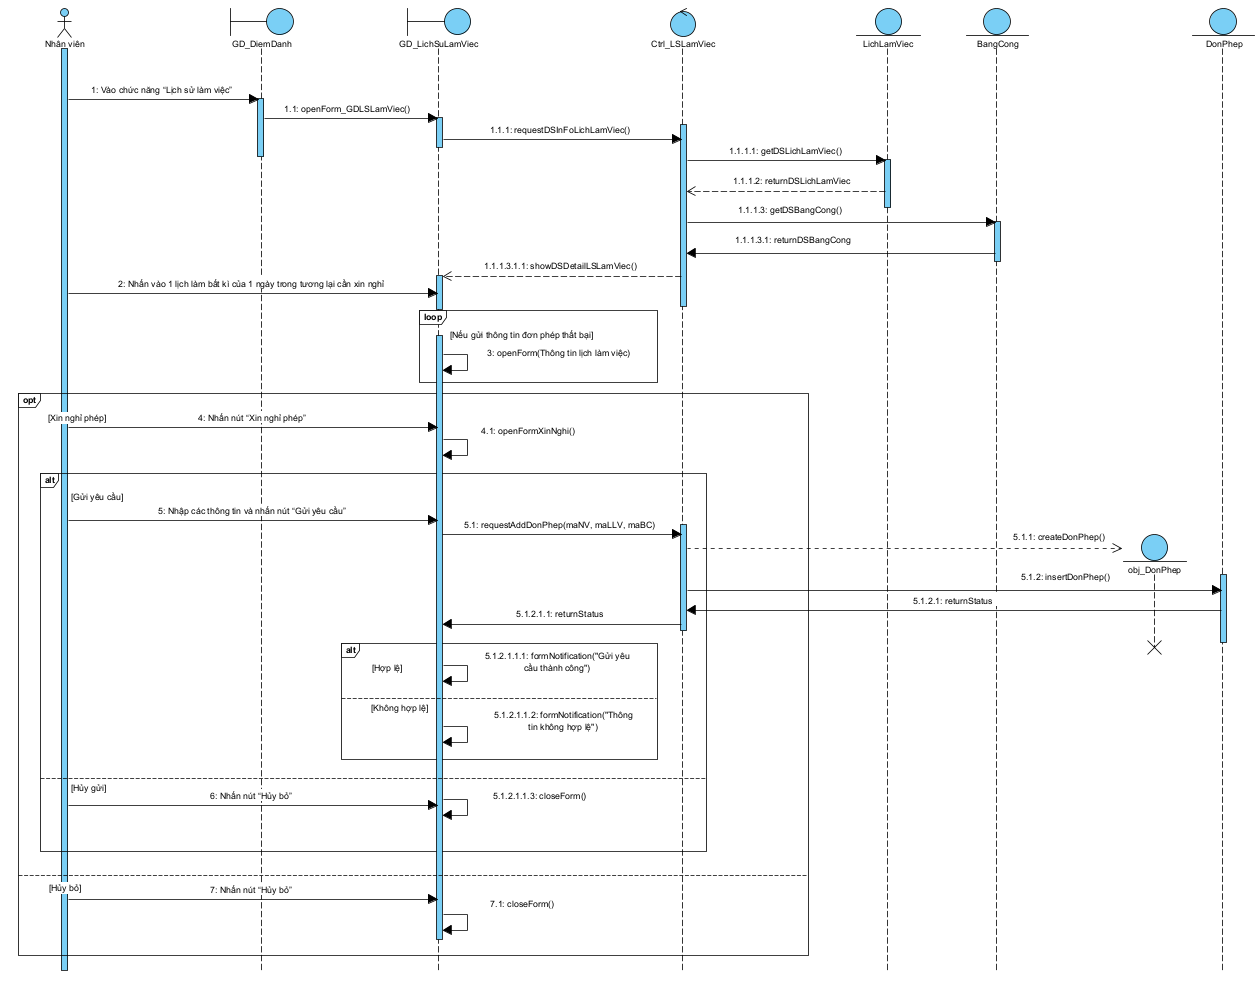 Nhân viên
GD_DiemDanh
GD_LichSuLamViec
Ctrl_LSLamViec
LichLamViec
BangCong
DonPhep
1: Vào chức năng “Lịch sử làm việc”
1.1: openForm_GDLSLamViec()
1.1.1: requestDSInFoLichLamViec()
1.1.1.1: getDSLichLamViec()
1.1.1.2: returnDSLichLamViec
1.1.1.3: getDSBangCong()
1.1.1.3.1: returnDSBangCong
1.1.1.3.1.1: showDSDetailLSLamViec()
2: Nhấn vào 1 lịch làm bất kì của 1 ngày trong tương lại cần xin nghỉ
loop
[Nếu gửi thông tin đơn phép thất bại]
3: openForm(Thông tin lịch làm việc)
opt
[Xin nghỉ phép]
4: Nhấn nút “Xin nghỉ phép”
4.1: openFormXinNghi()
alt
[Gửi yêu cầu]
5: Nhập các thông tin và nhấn nút “Gửi yêu cầu”
5.1: requestAddDonPhep(maNV, maLLV, maBC)
5.1.1: createDonPhep()
obj_DonPhep
5.1.2: insertDonPhep()
5.1.2.1: returnStatus
5.1.2.1.1: returnStatus
alt
[Hợp lệ]
5.1.2.1.1.1: formNotification("Gửi yêu
cầu thành công")
[Không hợp lệ]
5.1.2.1.1.2: formNotification("Thông
tin không hợp lệ")
[Hủy gửi]
6: Nhấn nút “Hủy bỏ”
5.1.2.1.1.3: closeForm()
[Hủy bỏ]
7: Nhấn nút “Hủy bỏ”
7.1: closeForm()